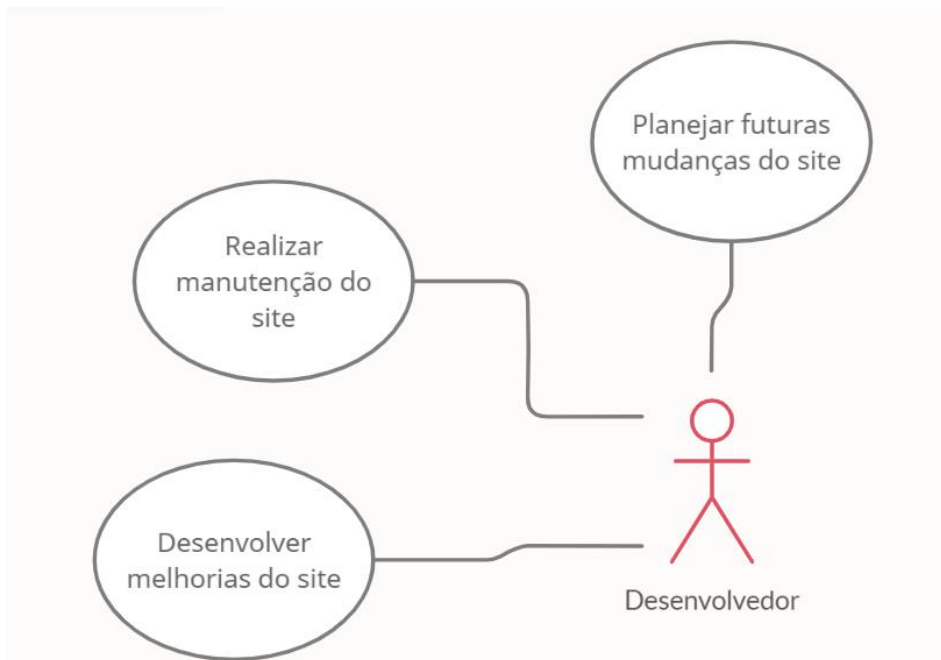 Planejar futuras
mudanças do site
Realizar
manutenção do
site
Desenvolver
melhorias do site
Desenvolvedor